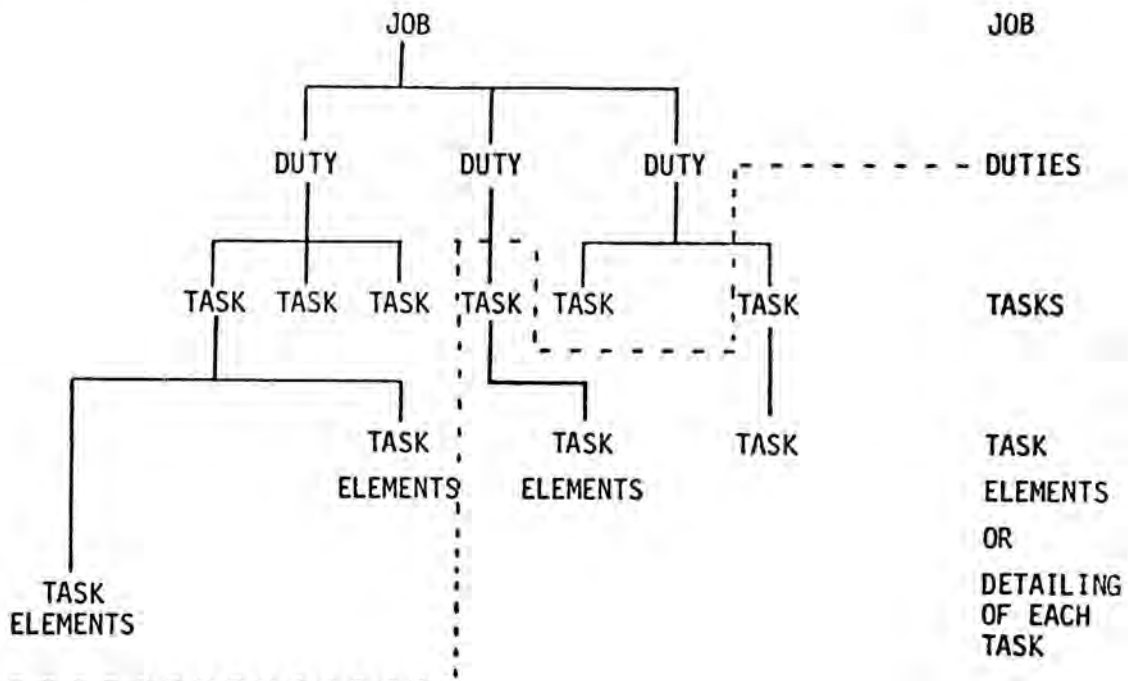 JOB JOB
DUTY DUTY DUTY DUTIES
TASK TASK TASK TASK TASK TASK TASKS
TASK TASK TASK TASK
ELEMENTS ELEMENTS ELEMENTS
OR
TASK DETAILING
ELEMENTS OF EACH
TASK